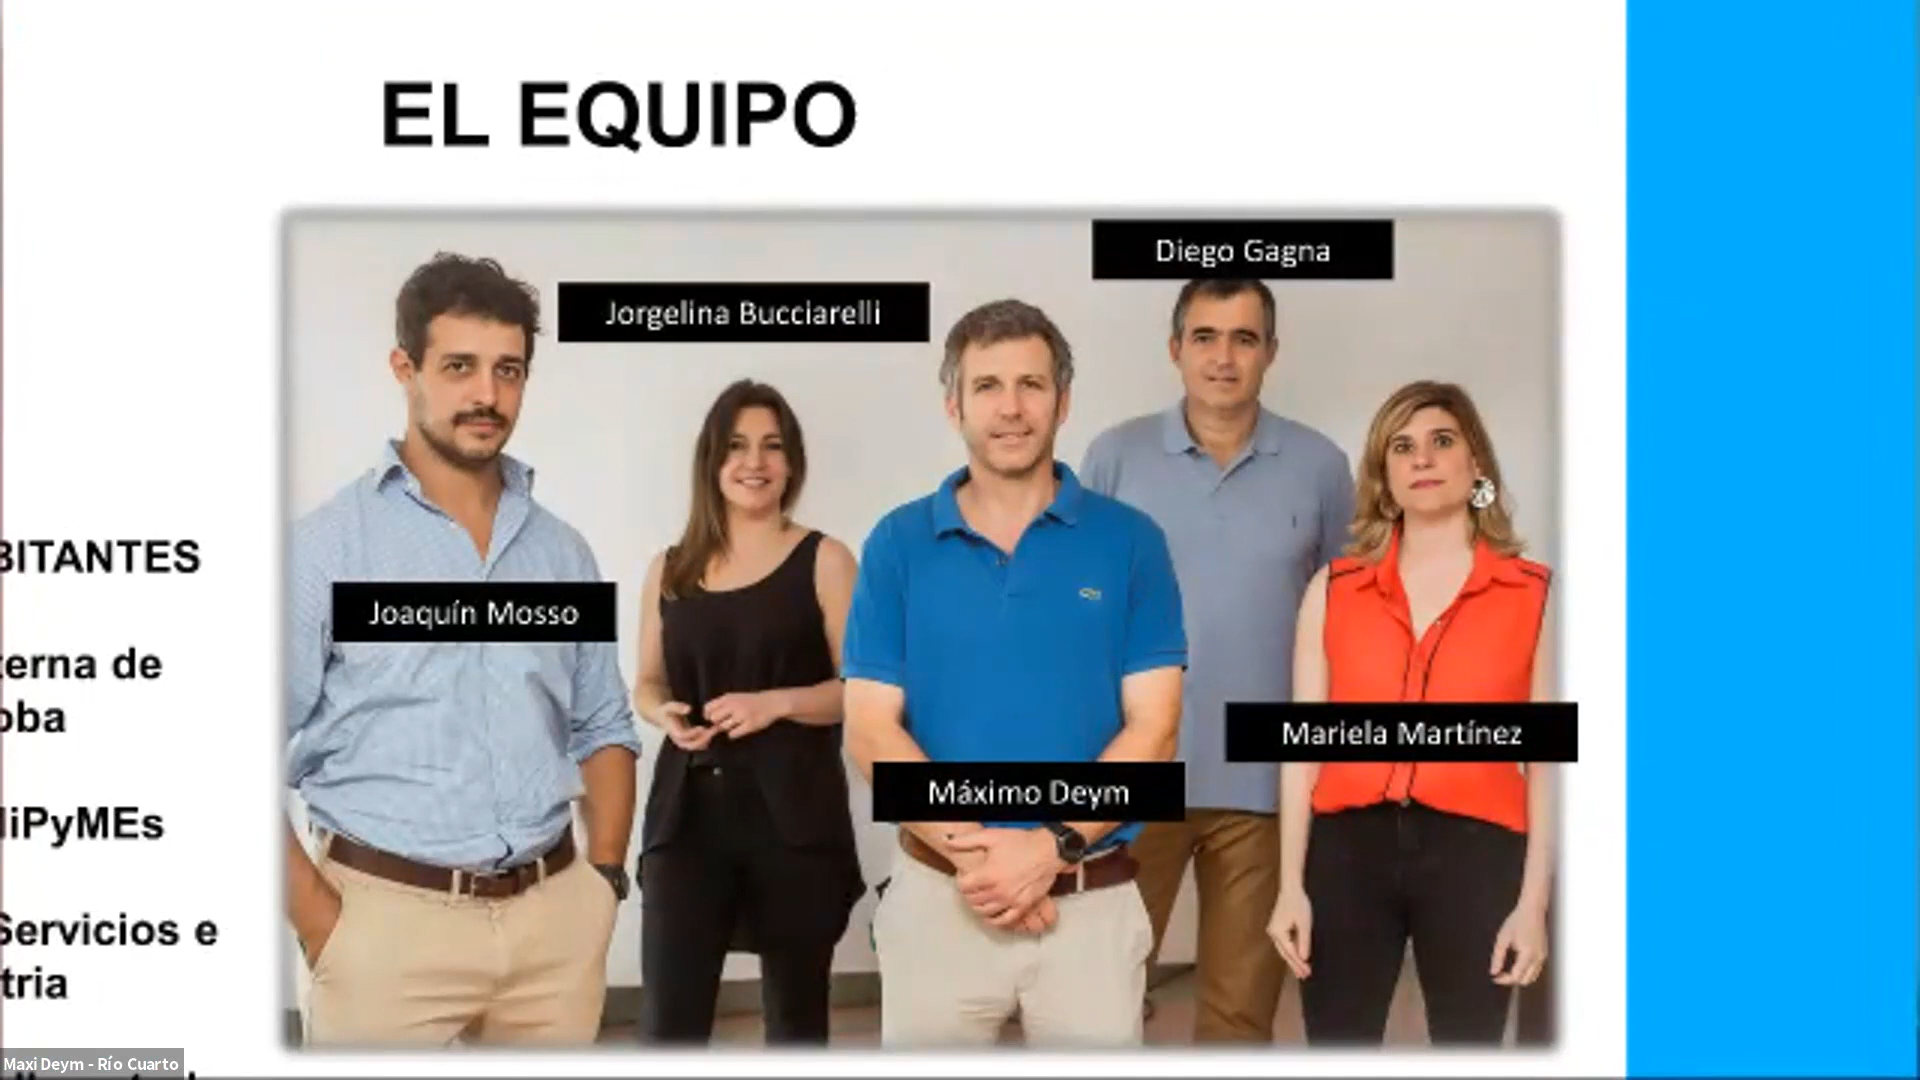 EL EQUIPO
Diego Gagna
Jorgelina Bucciarelli
Joaquín Mosso
Mariela Martínez
Máximo Deym
BITANTES
terna de
oba
iPyMEs
Servicios e
tria
Maxi Deym - Río Cuarto